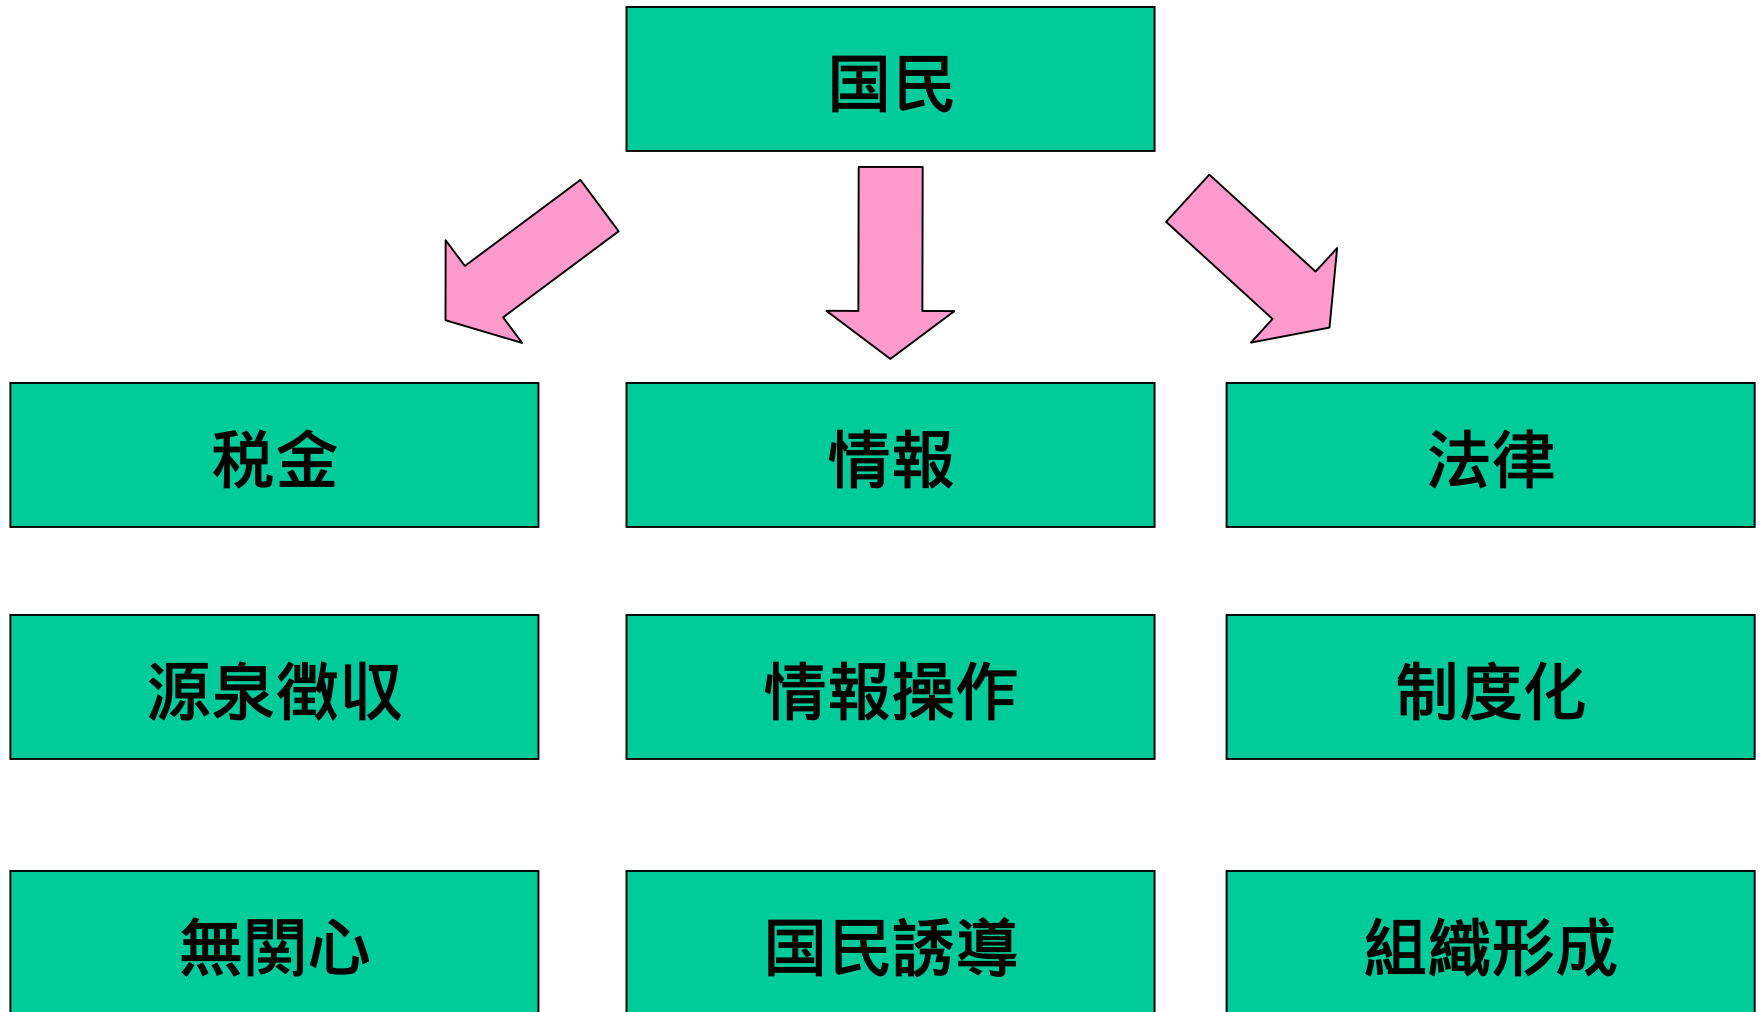 国民
税金
情報
法律
源泉徴収
情報操作
制度化
無関心
国民誘導
組織形成